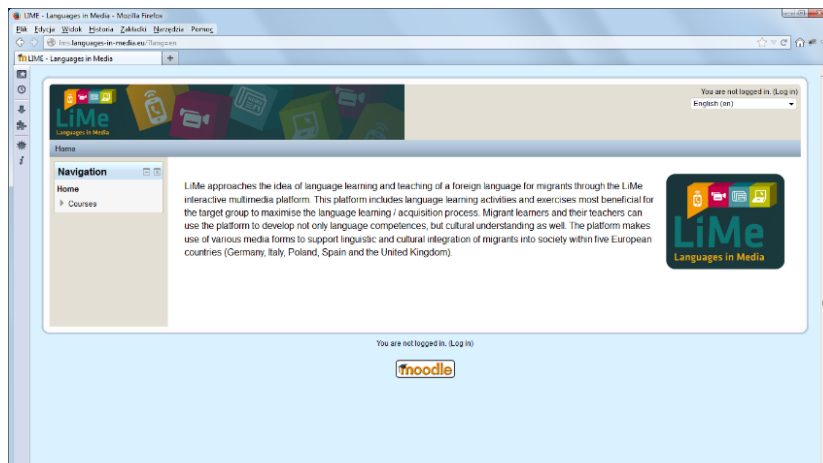 LiME - Languages in Media - Mozilla Firefox
Plik Edycja Widok Historia Zakładki Narzędzia Pomoc
LiME - Languages in Media +
LiMe
Languages in Media
You are not logged in. (Log in)
English (en)
Home
Navigation
Home
Courses
LiMe approaches the idea of language learning and teaching of a foreign language for migrants through the LiMe
interactive multimedia platform. This platform includes language learning activities and exercises most beneficial for
the target group to maximise the language learning / acquisition process. Migrant learners and their teachers can
use the platform to develop not only language competences, but cultural understanding as well. The platform makes
use of various media forms to support linguistic and cultural integration of migrants into society within five European
countries (Germany, Italy, Poland, Spain and the United Kingdom).
LiMe
Languages in Media
You are not logged in. (Log in)
moodle